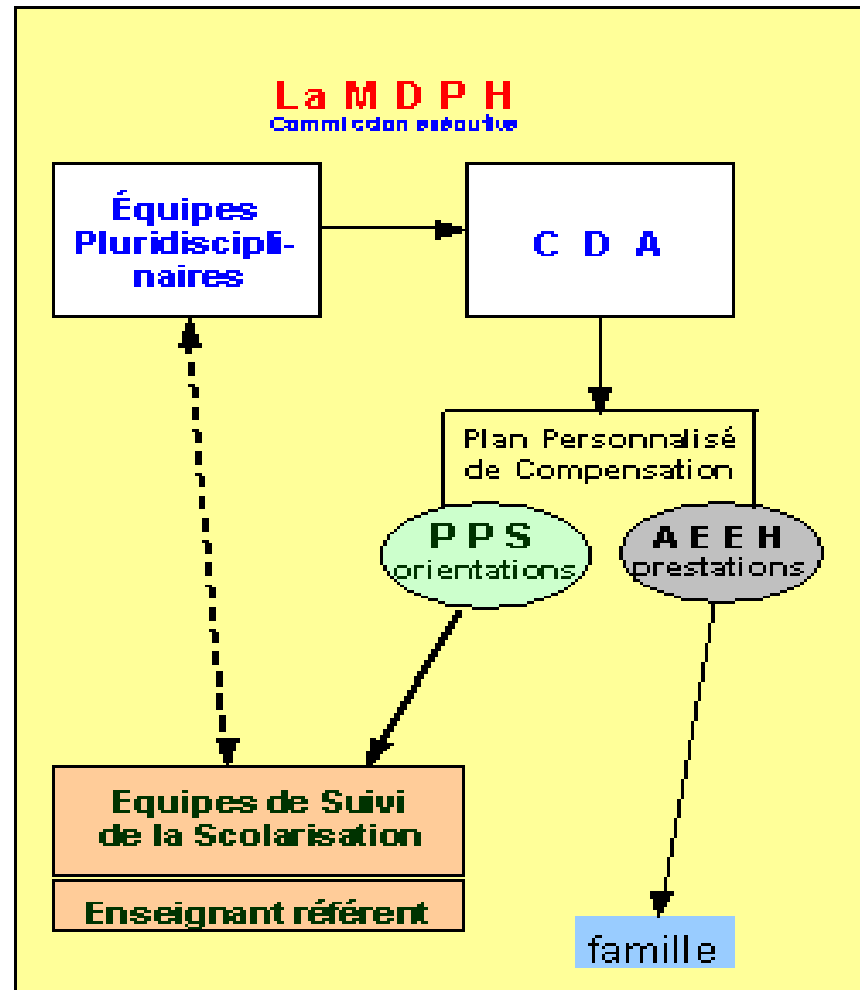 La M D P H
Commission exécutive
Équipes
Pluridiscipli-
naires
C D A
Plan Personnalisé
de Compensation
P P S
orientations
A E E H
prestations
Equipes de Suivi
de la Scolarisation
Enseignant référent
famille